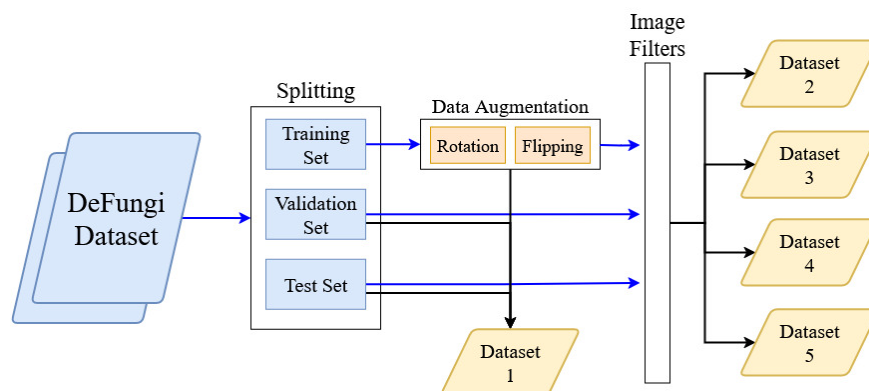 DeFungi
Dataset
Splitting
Training
Set
Validation
Set
Test Set
Data Augmentation
Rotation
Flipping
Dataset
1
Image
Filters
Dataset
2
Dataset
3
Dataset
4
Dataset
5